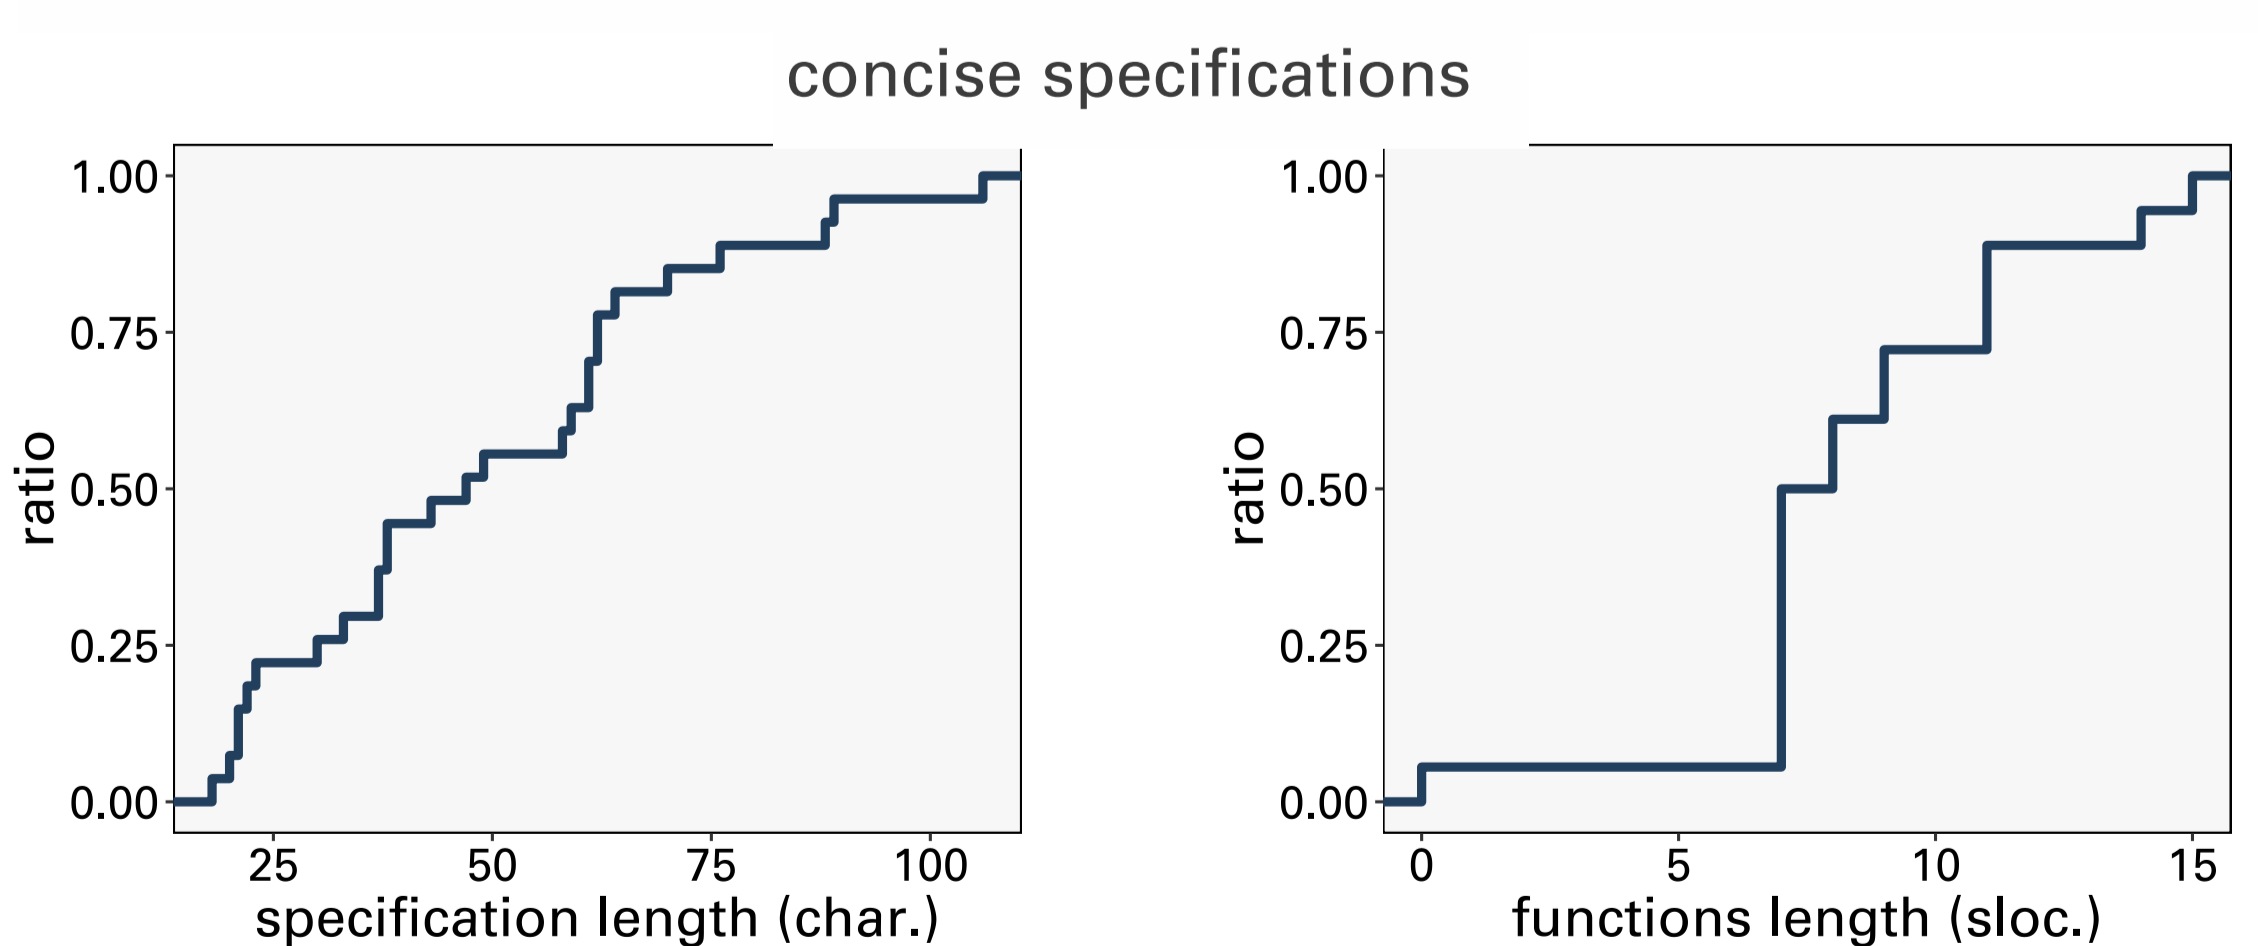 concise specifications
ratio
1.00
0.75
0.50
0.25
0.00
25 50 75 100
specification length (char.)
ratio
1.00
0.75
0.50
0.25
0.00
0 5 10 15
functions length (sloc.)